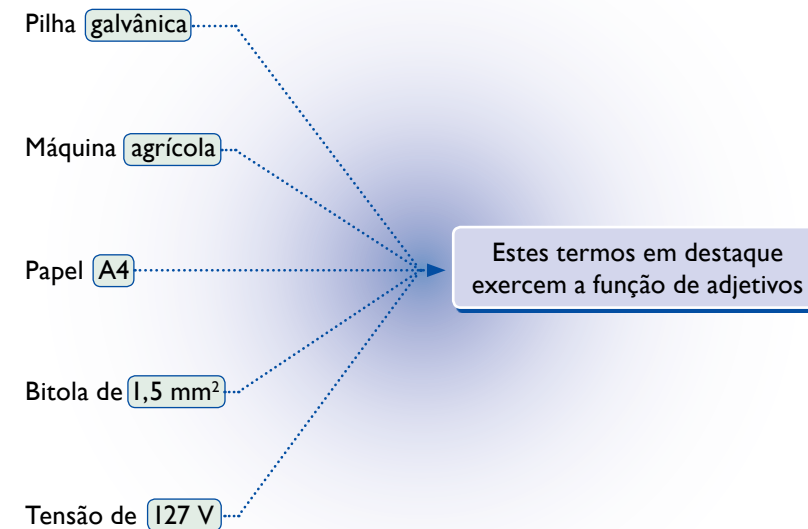 Pilha galvânica
Máquina agrícola
Papel A4
Estes termos em destaque
exercem a função de adjetivos
Bitola de 1,5 mm²
Tensão de 127 V